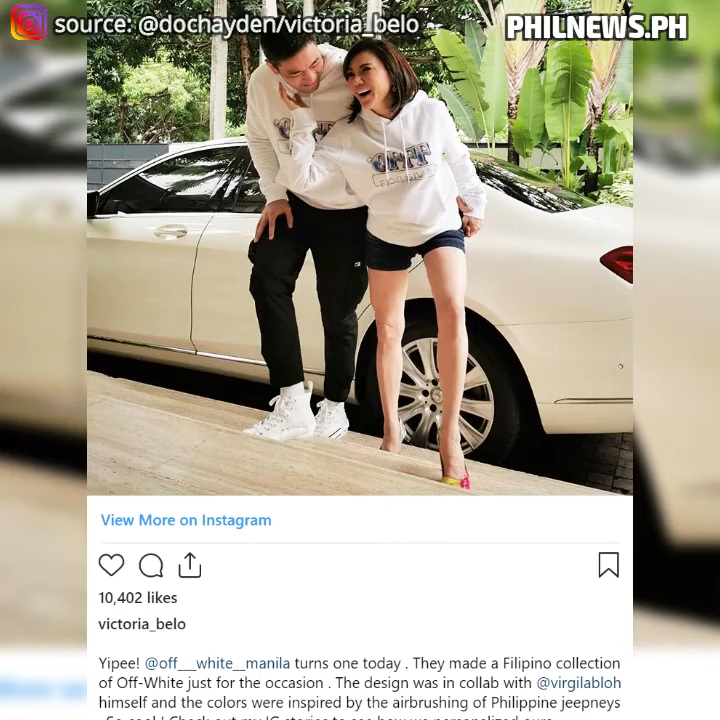 source: @dochayden/victoria_belo
PHILNEWS.PH
OFF
View More on Instagram
10,402 likes
victoria_belo
Yipee! @off___white__manila turns one today . They made a Filipino collection
of Off-White just for the occasion . The design was in collab with @virgilabloh
himself and the colors were inspired by the airbrushing of Philippine jeepneys